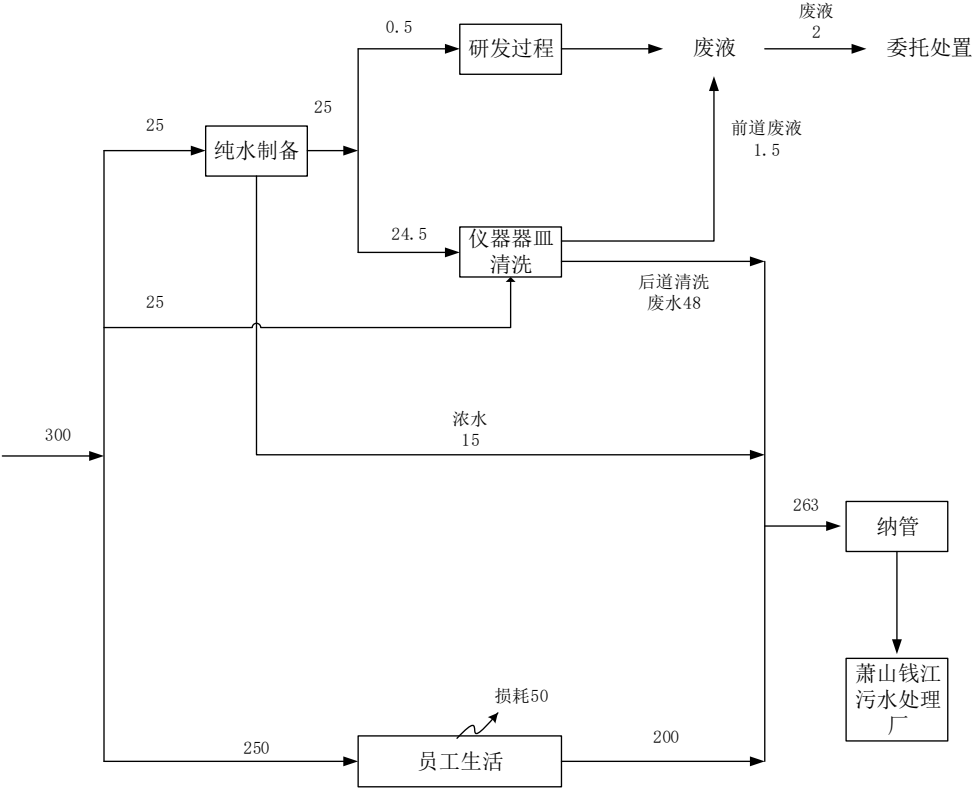 废液
2
0.5
研发过程
废液
委托处置
25
25
前道废液
1.5
纯水制备
24.5
仪器器皿
清洗
25
后道清洗
废水48
浓水
15
300
263
纳管
萧山钱江
污水处理
厂
损耗50
250
员工生活
200